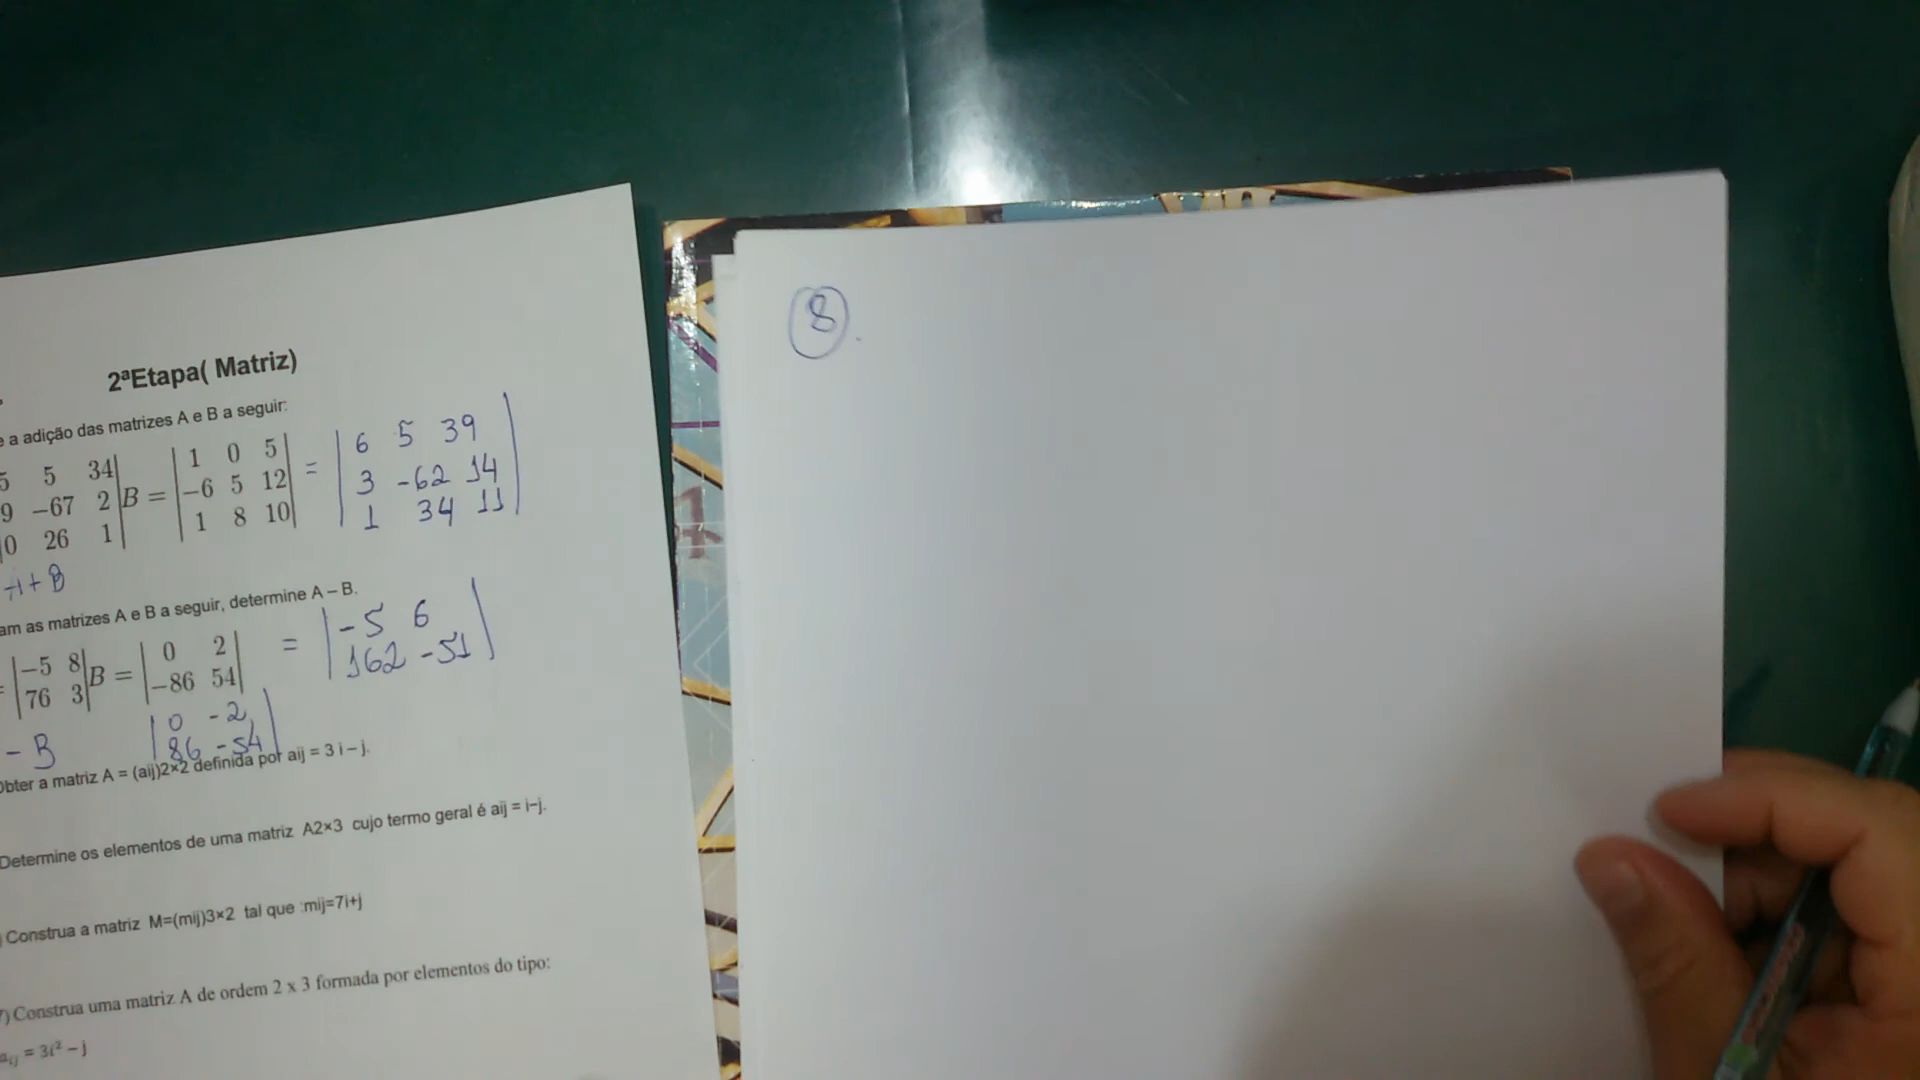 2ªEtapa( Matriz)
a adição das matrizes A e B a seguir:
5 34 1 0 5 6 5 39
9 −67 2 B = −6 5 12 = 3 -62 14
0 26 1 1 8 10 1 34 11
A+B
am as matrizes A e B a seguir, determine A – B.
= −5 8 B = 0 2 = -5 6
76 3 −86 54 162 -51
0 -2
- B 86 -54
Obter a matriz A = (aij)2×2 definida por aij = 3 i – j.
Determine os elementos de uma matriz A2×3 cujo termo geral é aij = i−j.
Construa a matriz M=(mij)3×2 tal que :mij=7i+j
7) Construa uma matriz A de ordem 2 x 3 formada por elementos do tipo:
aij = 3i² − j
8